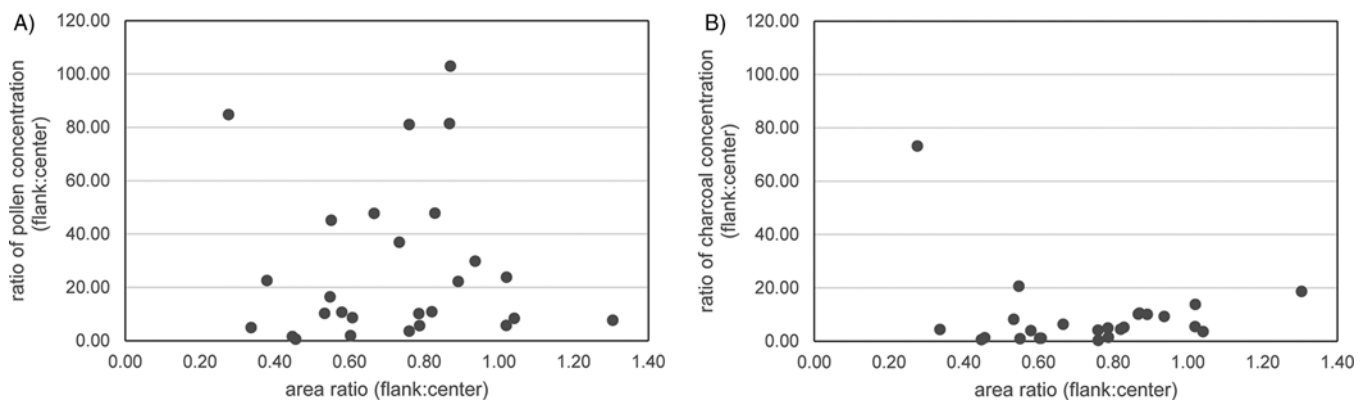 A)
ratio of pollen concentration
(flank:center)
120.00
100.00
80.00
60.00
40.00
20.00
0.00
0.00 0.20 0.40 0.60 0.80 1.00 1.20 1.40
area ratio (flank:center)
B)
ratio of charcoal concentration
(flank:center)
120.00
100.00
80.00
60.00
40.00
20.00
0.00
0.00 0.20 0.40 0.60 0.80 1.00 1.20 1.40
area ratio (flank:center)